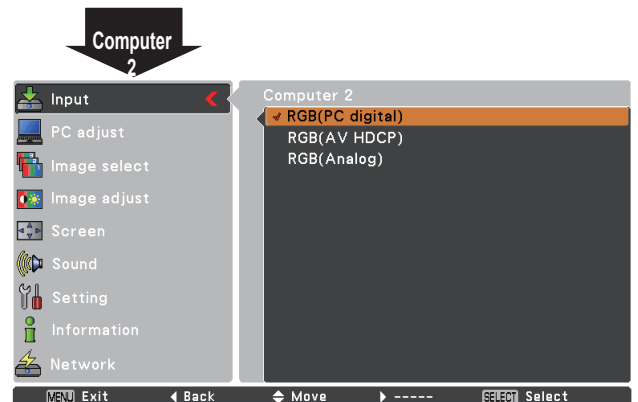 Computer
2
Input
Computer 2
✔ RGB(PC digital)
PC adjust
RGB(AV HDCP)
RGB(Analog)
Image select
Image adjust
Screen
Sound
Setting
Information
Network
MENU Exit ◀ Back Move ▶ ----- SELECT Select